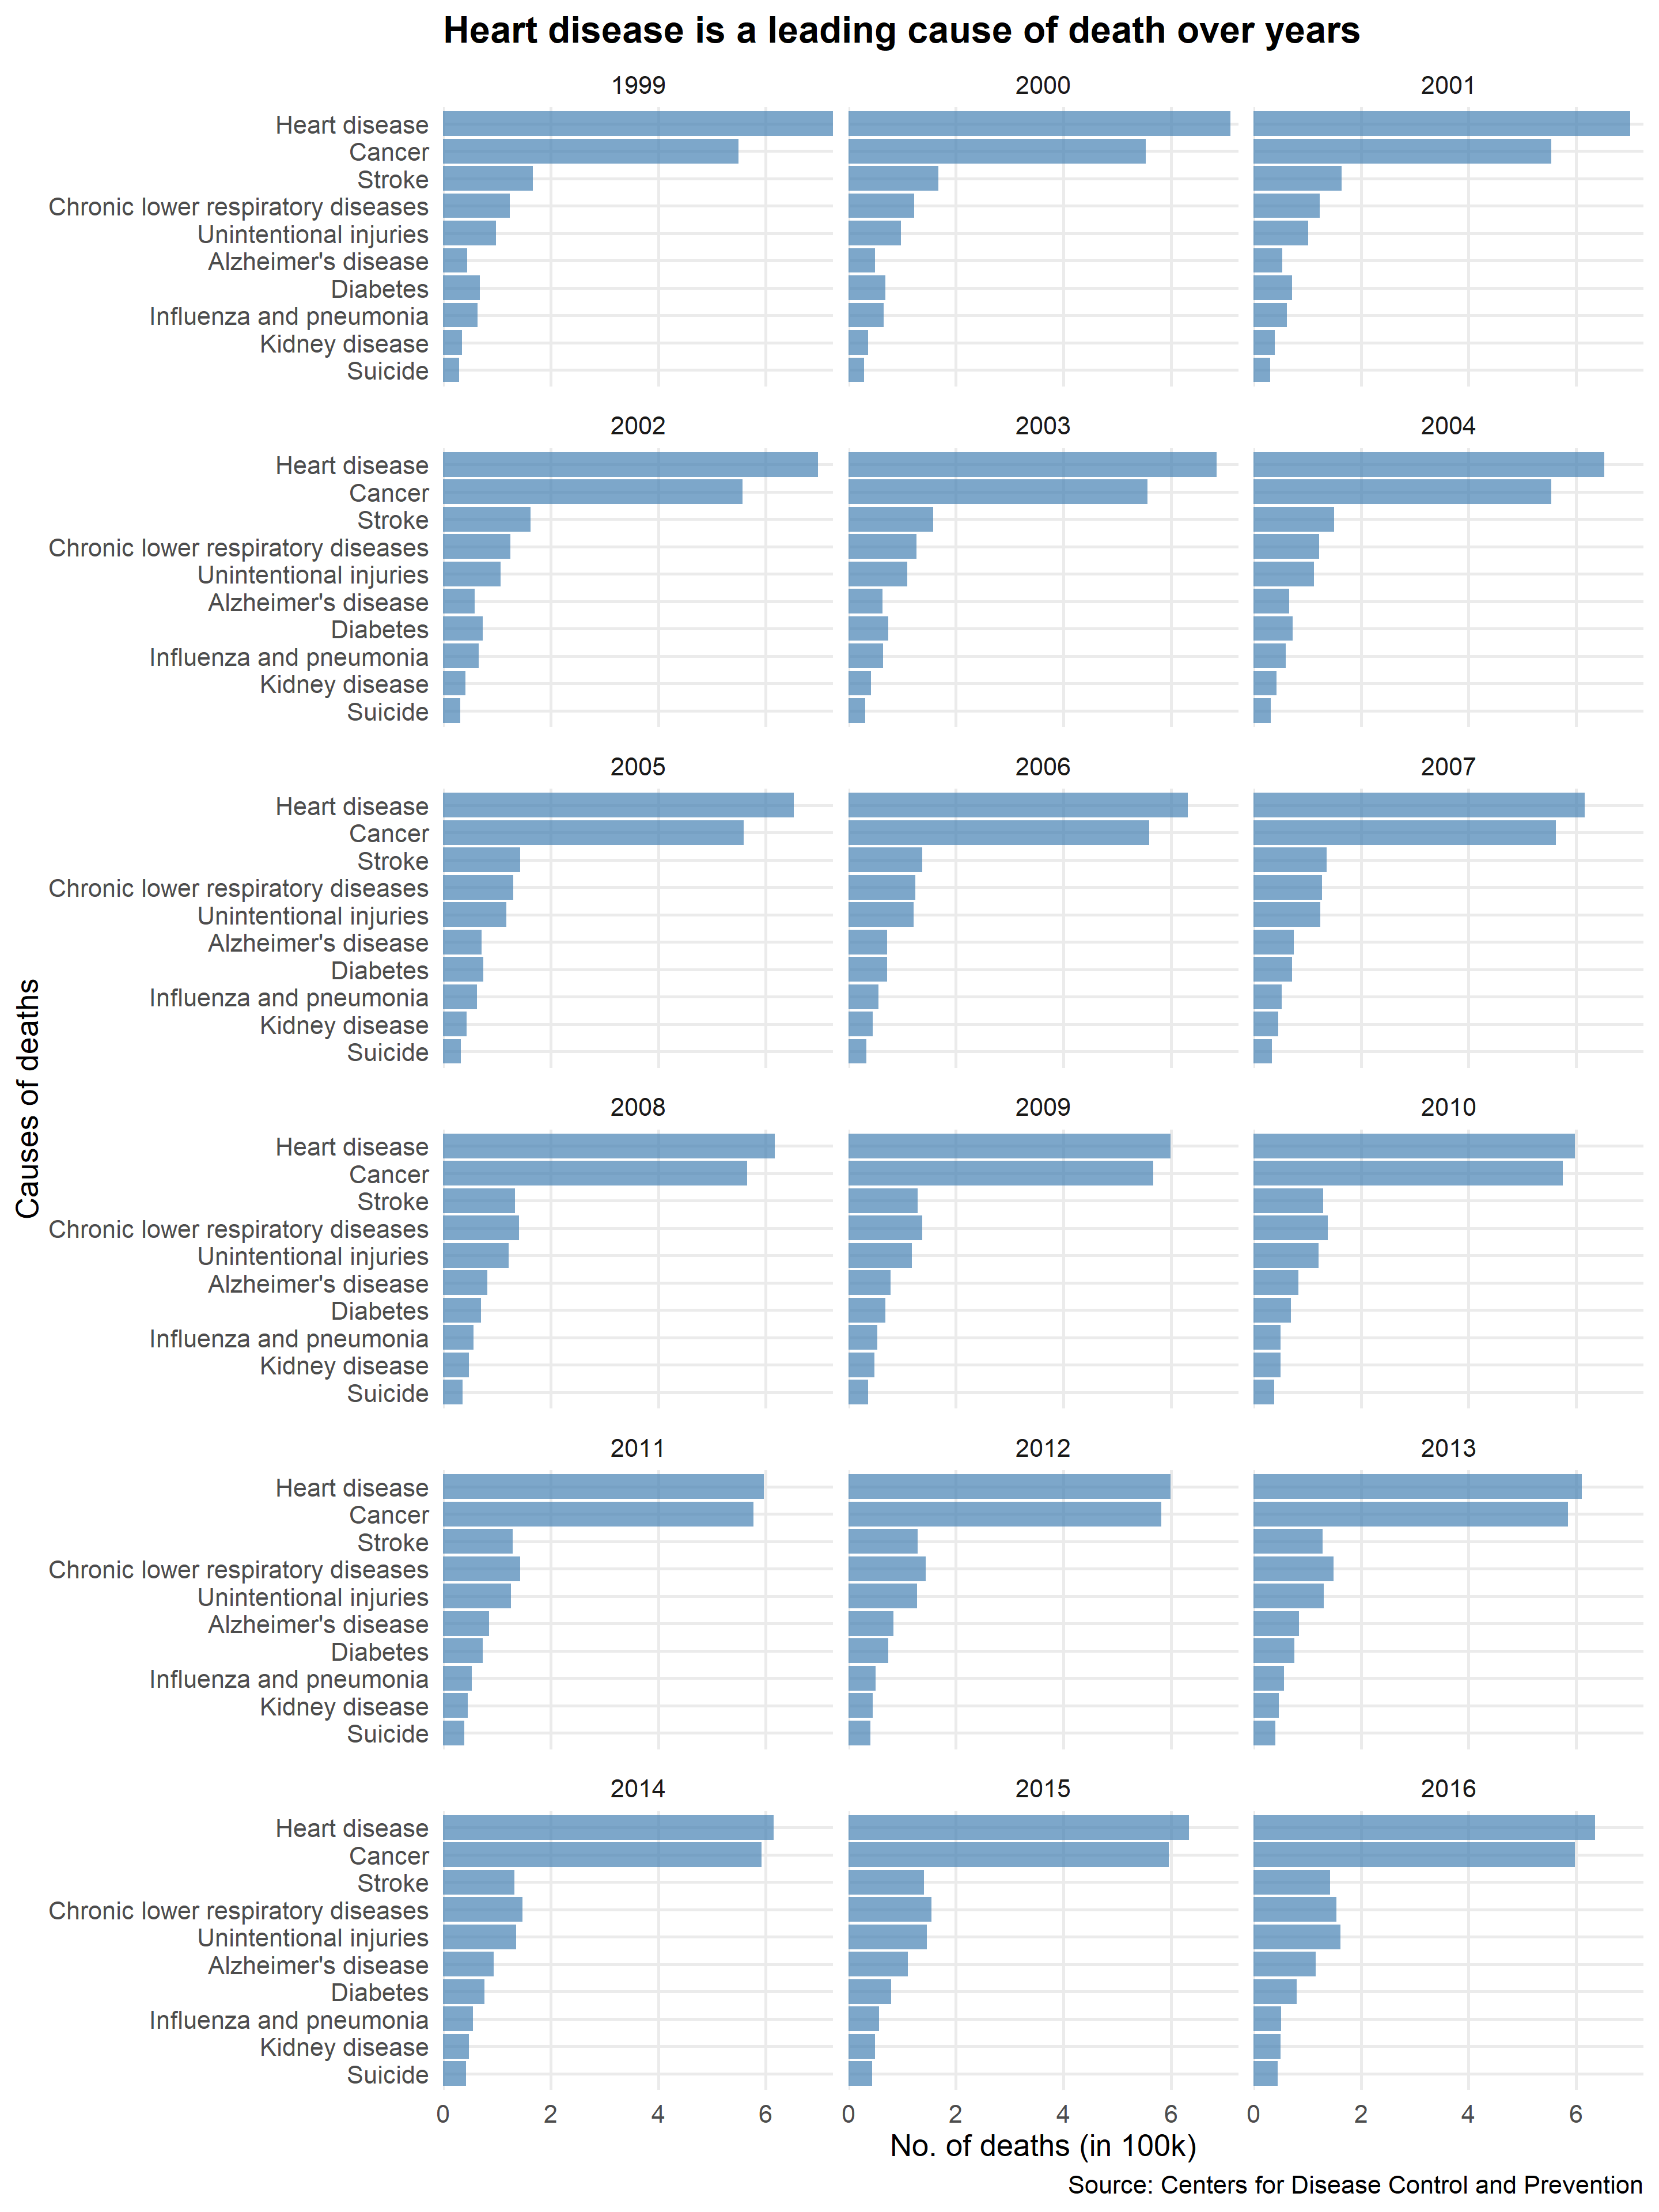 Heart disease is a leading cause of death over years
1999
2000
2001
Heart disease
Cancer
Stroke
Chronic lower respiratory diseases
Unintentional injuries
Alzheimer's disease
Diabetes
Influenza and pneumonia
Kidney disease
Suicide
2002
2003
2004
Heart disease
Cancer
Stroke
Chronic lower respiratory diseases
Unintentional injuries
Alzheimer's disease
Diabetes
Influenza and pneumonia
Kidney disease
Suicide
2005
2006
2007
Heart disease
Cancer
Stroke
Chronic lower respiratory diseases
Unintentional injuries
Alzheimer's disease
Diabetes
Influenza and pneumonia
Kidney disease
Suicide
Causes of deaths
2008
2009
2010
Heart disease
Cancer
Stroke
Chronic lower respiratory diseases
Unintentional injuries
Alzheimer's disease
Diabetes
Influenza and pneumonia
Kidney disease
Suicide
2011
2012
2013
Heart disease
Cancer
Stroke
Chronic lower respiratory diseases
Unintentional injuries
Alzheimer's disease
Diabetes
Influenza and pneumonia
Kidney disease
Suicide
2014
2015
2016
Heart disease
Cancer
Stroke
Chronic lower respiratory diseases
Unintentional injuries
Alzheimer's disease
Diabetes
Influenza and pneumonia
Kidney disease
Suicide
0 2 4 6
0 2 4 6
0 2 4 6
No. of deaths (in 100k)
Source: Centers for Disease Control and Prevention